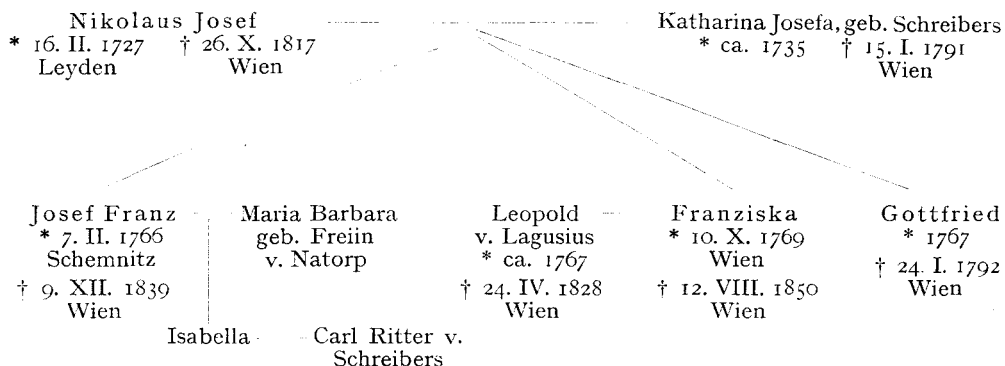 Nikolaus Josef
* 16. II. 1727 † 26. X. 1817
Leyden Wien
Katharina Josefa, geb. Schreibers
* ca. 1735 † 15. I. 1791
Wien
Josef Franz
* 7. II. 1766
Schemnitz
† 9. XII. 1839
Wien
Maria Barbara
geb. Freiin
v. Natorp
Leopold
v. Lagusius
* ca. 1767
† 24. IV. 1828
Wien
Franziska
* 10. X. 1769
Wien
† 12. VIII. 1850
Wien
Gottfried
* 1767
† 24. I. 1792
Wien
Isabella
Carl Ritter v.
Schreibers